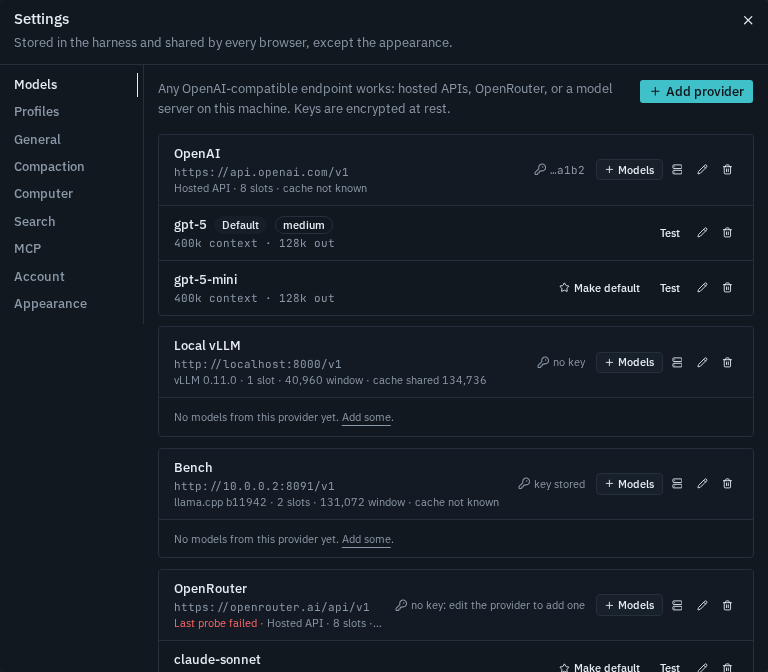 Settings
Stored in the harness and shared by every browser, except the appearance.
Models
Profiles
General
Compaction
Computer
Search
MCP
Account
Appearance
Any OpenAI-compatible endpoint works: hosted APIs, OpenRouter, or a model
server on this machine. Keys are encrypted at rest.
+ Add provider
OpenAI
https://api.openai.com/v1
Hosted API · 8 slots · cache not known
…a1b2
+ Models
gpt-5 Default medium
400k context · 128k out
Test
gpt-5-mini
400k context · 128k out
Make default
Test
Local vLLM
http://localhost:8000/v1
vLLM 0.11.0 · 1 slot · 40,960 window · cache shared 134,736
no key
+ Models
No models from this provider yet. Add some.
Bench
http://10.0.0.2:8091/v1
llama.cpp b11942 · 2 slots · 131,072 window · cache not known
key stored
+ Models
No models from this provider yet. Add some.
OpenRouter
https://openrouter.ai/api/v1
Last probe failed · Hosted API · 8 slots ·…
no key: edit the provider to add one
+ Models
claude-sonnet
Make default
Test